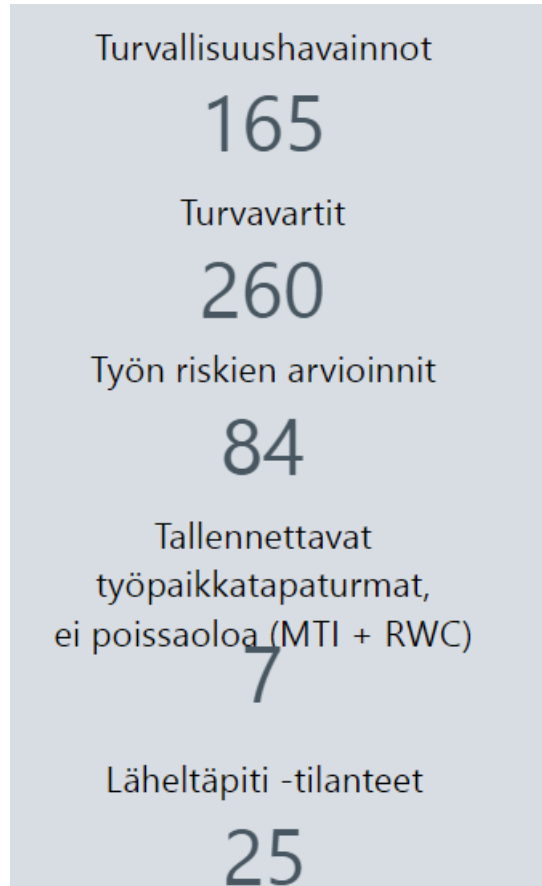 Turvallisuushavainnot
165
Turvavartit
260
Työn riskien arvioinnit
84
Tallennettavat
työpaikkatapaturmat,
ei poissaoloa (MTI + RWC)
7
Läheltäpiti -tilanteet
25